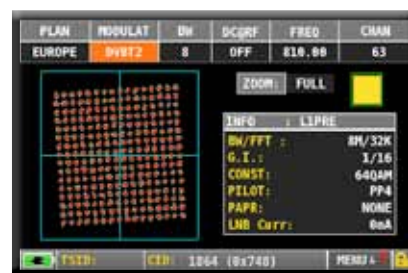 PLAN MODULAT BW DC@RF FREQ CHAN
EUROPE DVBT2 8 OFF 810.00 63
ZOOM: FULL
INFO : L1PRE
BW/FFT : 8M/32K
G.I.: 1/16
CONST: 64QAM
PILOT: PP4
PAPR: NONE
LNB Curr: 0mA
TSID: CID: 1864 (0x748) MENU